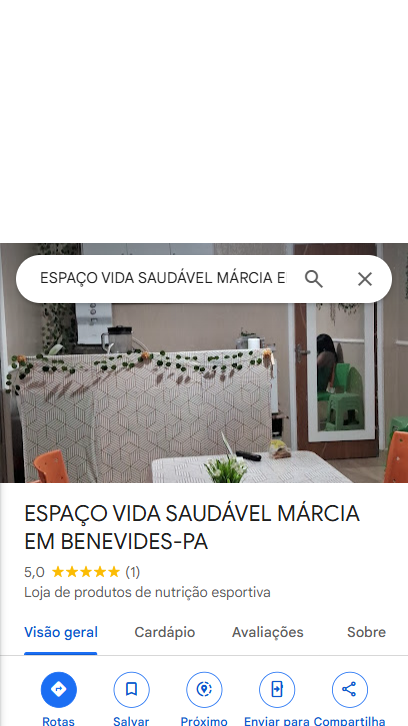 ESPAÇO VIDA SAUDÁVEL MÁRCIA E
ESPAÇO VIDA SAUDÁVEL MÁRCIA
EM BENEVIDES-PA
5,0 ★★★★★ (1)
Loja de produtos de nutrição esportiva
Visão geral Cardápio Avaliações Sobre
Rotas Salvar Próximo Enviar para Compartilha